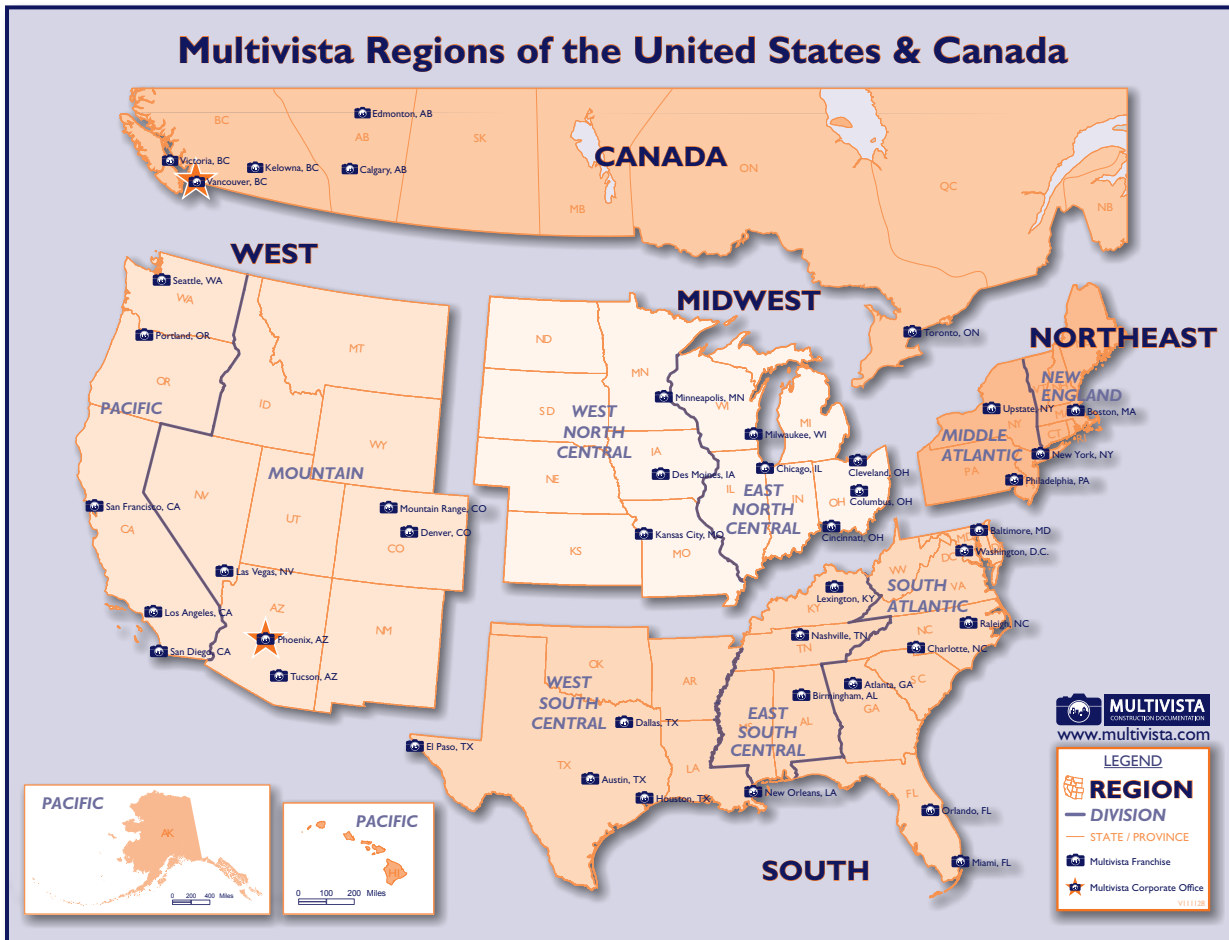 Multivista Regions of the United States & Canada
BC
AB
SK
MB
ON
QC
NB
Edmonton, AB
Victoria, BC
Kelowna, BC
Calgary, AB
Vancouver, BC
CANADA
Toronto, ON
WEST
Seattle, WA
WA
Portland, OR
OR
PACIFIC
MT
ID
WY
MOUNTAIN
NV
UT
CO
San Francisco, CA
CA
Mountain Range, CO
Denver, CO
Las Vegas, NV
Los Angeles, CA
AZ
NM
Phoenix, AZ
San Diego, CA
Tucson, AZ
MIDWEST
ND
MN
SD
WI
MI
Minneapolis, MN
WEST
NORTH
CENTRAL
Milwaukee, WI
IA
NE
Des Moines, IA
Chicago, IL
IL
IN
OH
Cleveland, OH
Columbus, OH
EAST
NORTH
CENTRAL
KS
MO
Kansas City, MO
Cincinnati, OH
NORTHEAST
NEW
ENGLAND
Upstate, NY
NY
Boston, MA
CT
RI
MIDDLE
ATLANTIC
PA
New York, NY
Philadelphia, PA
Baltimore, MD
MD
Washington, D.C.
DC
WV
VA
Lexington, KY
KY
SOUTH
ATLANTIC
Nashville, TN
TN
Raleigh, NC
NC
Charlotte, NC
SC
Atlanta, GA
GA
Birmingham, AL
AL
MS
EAST
SOUTH
CENTRAL
OK
AR
WEST
SOUTH
CENTRAL
Dallas, TX
El Paso, TX
TX
LA
Austin, TX
Houston, TX
New Orleans, LA
FL
Orlando, FL
Miami, FL
SOUTH
PACIFIC
AK
0 200 400 Miles
PACIFIC
HI
0 100 200
Miles
MULTIVISTA
CONSTRUCTION DOCUMENTATION
www.multivista.com
LEGEND
REGION
DIVISION
STATE / PROVINCE
Multivista Franchise
Multivista Corporate Office
V111128